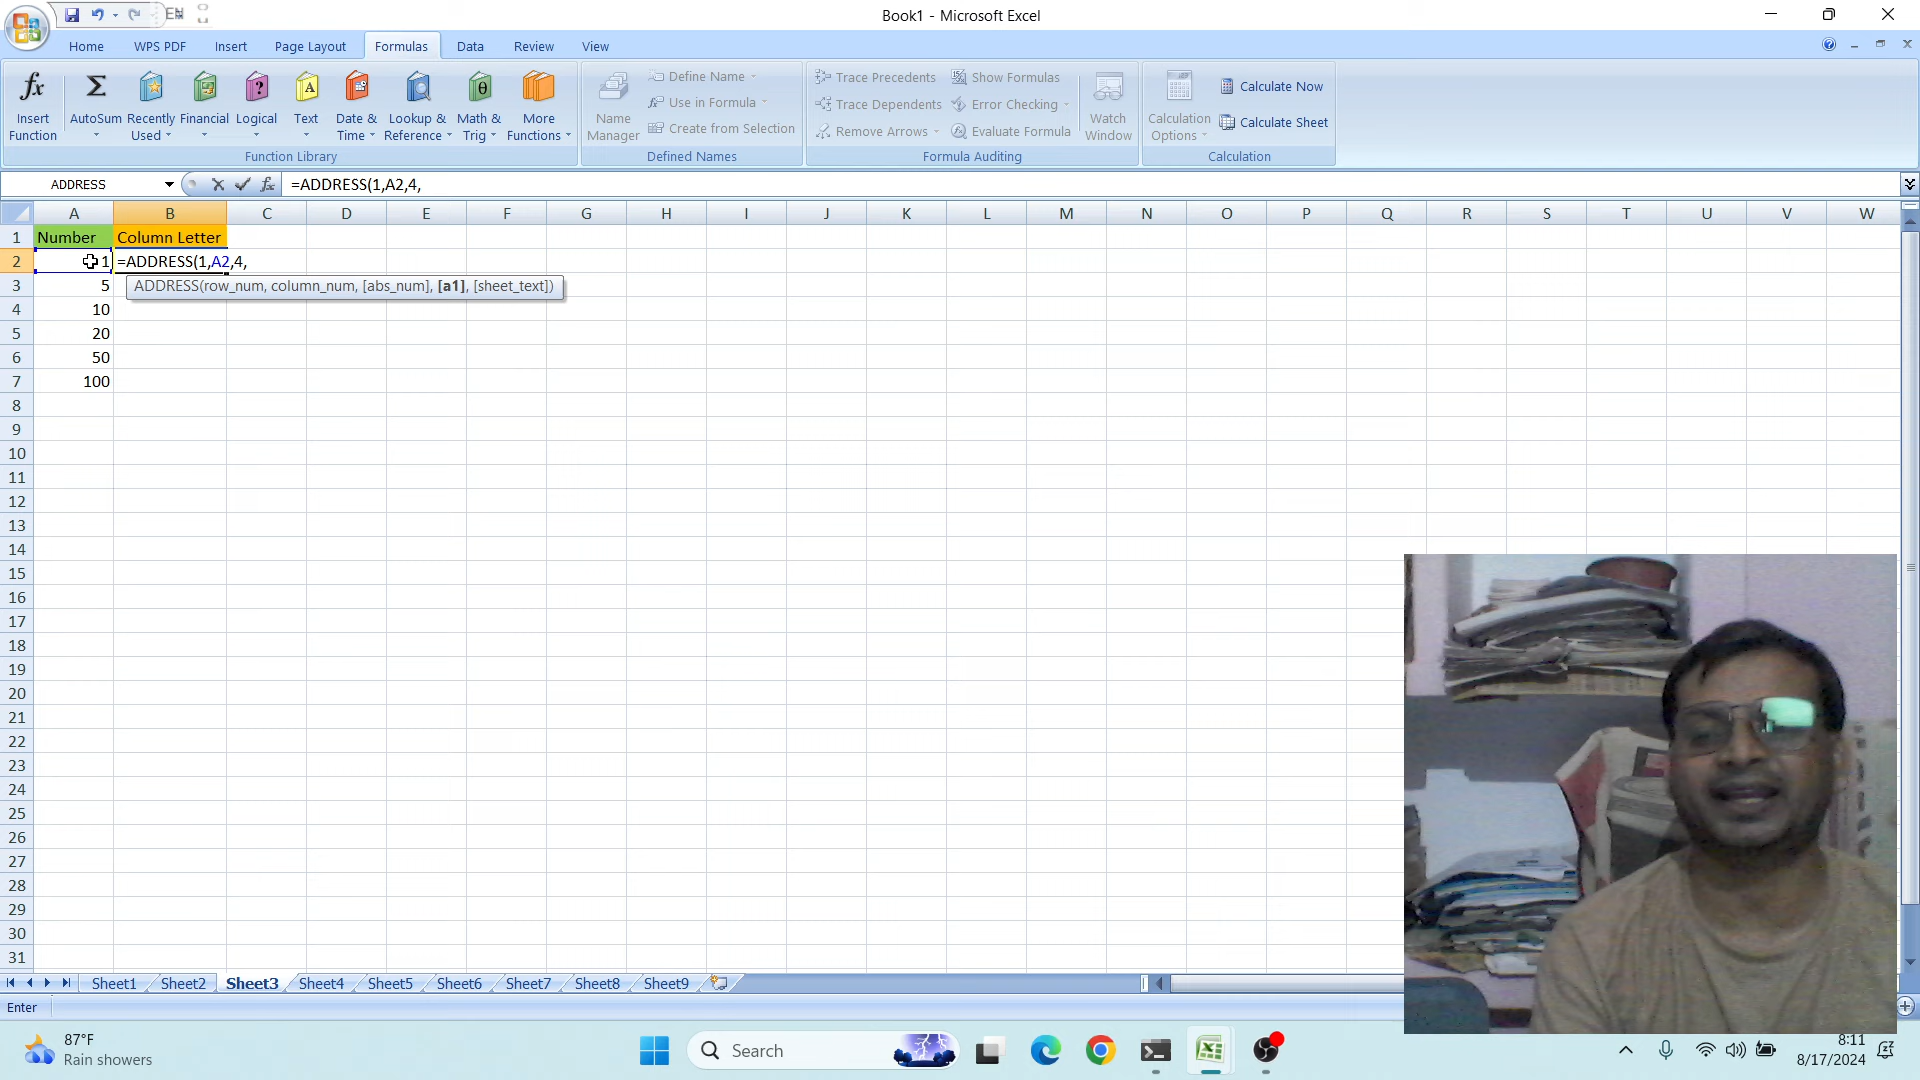 EN
Book1 - Microsoft Excel
Home WPS PDF Insert Page Layout Formulas Data Review View
fx Insert Function
Σ AutoSum
Recently Used
Financial
Logical
A Text
Date & Time
Lookup & Reference
θ Math & Trig
More Functions
Function Library
Name Manager
Define Name
Use in Formula
Create from Selection
Defined Names
Trace Precedents
Trace Dependents
Remove Arrows
Show Formulas
Error Checking
Evaluate Formula
Formula Auditing
Watch Window
Calculation Options
Calculate Now
Calculate Sheet
Calculation
ADDRESS fx =ADDRESS(1,A2,4,
A B C D E F G H I J K L M N O P Q R S T U V W
1 Number Column Letter
2 1 =ADDRESS(1,A2,4,
3 5 ADDRESS(row_num, column_num, [abs_num], [a1], [sheet_text])
4 10
5 20
6 50
7 100
8
9
10
11
12
13
14
15
16
17
18
19
20
21
22
23
24
25
26
27
28
29
30
31
Sheet1 Sheet2 Sheet3 Sheet4 Sheet5 Sheet6 Sheet7 Sheet8 Sheet9
Enter
87°F
Rain showers
Search
8:11
8/17/2024